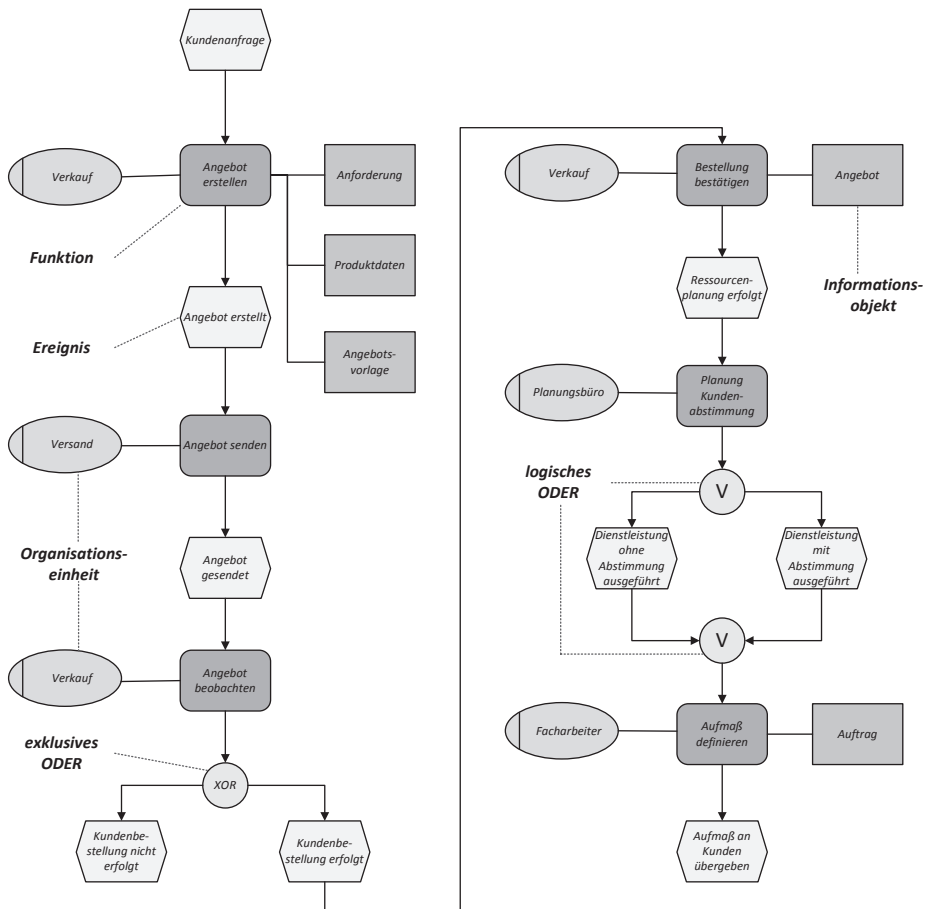 Kundenanfrage
Verkauf
Angebot
erstellen
Anforderung
Funktion
Produktdaten
Ereignis
Angebot erstellt
Angebots-
vorlage
Versand
Angebot senden
Organisations-
einheit
Angebot
gesendet
Verkauf
Angebot
beobachten
exklusives
ODER
XOR
Kundenbe-
stellung nicht
erfolgt
Kundenbe-
stellung erfolgt
Verkauf
Bestellung
bestätigen
Angebot
Ressourcen-
planung erfolgt
Informations-
objekt
Planungsbüro
Planung
Kunden-
abstimmung
logisches
ODER
V
Dienstleistung
ohne
Abstimmung
ausgeführt
Dienstleistung
mit
Abstimmung
ausgeführt
V
Facharbeiter
Aufmaß
definieren
Auftrag
Aufmaß an
Kunden
übergeben